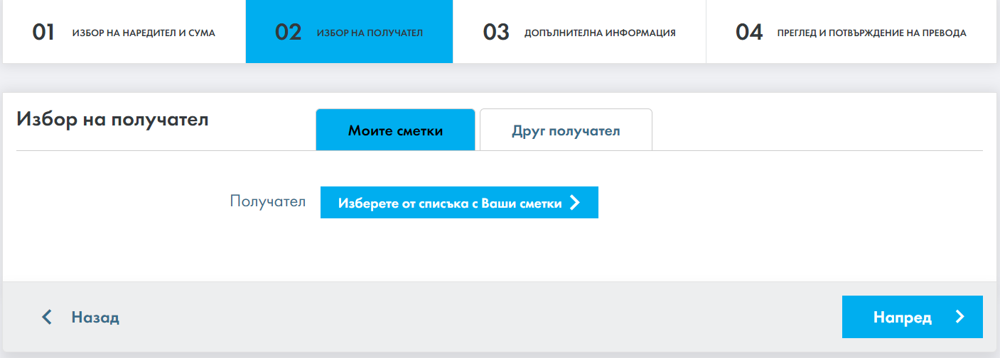 01 ИЗБОР НА НАРЕДИТЕЛ И СУМА
02 ИЗБОР НА ПОЛУЧАТЕЛ
03 ДОПЪЛНИТЕЛНА ИНФОРМАЦИЯ
04 ПРЕГЛЕД И ПОТВЪРЖДЕНИЕ НА ПРЕВОДА
Избор на получател
Моите сметки
Друг получател
Получател
Изберете от списъка с Ваши сметки
Назад
Напред